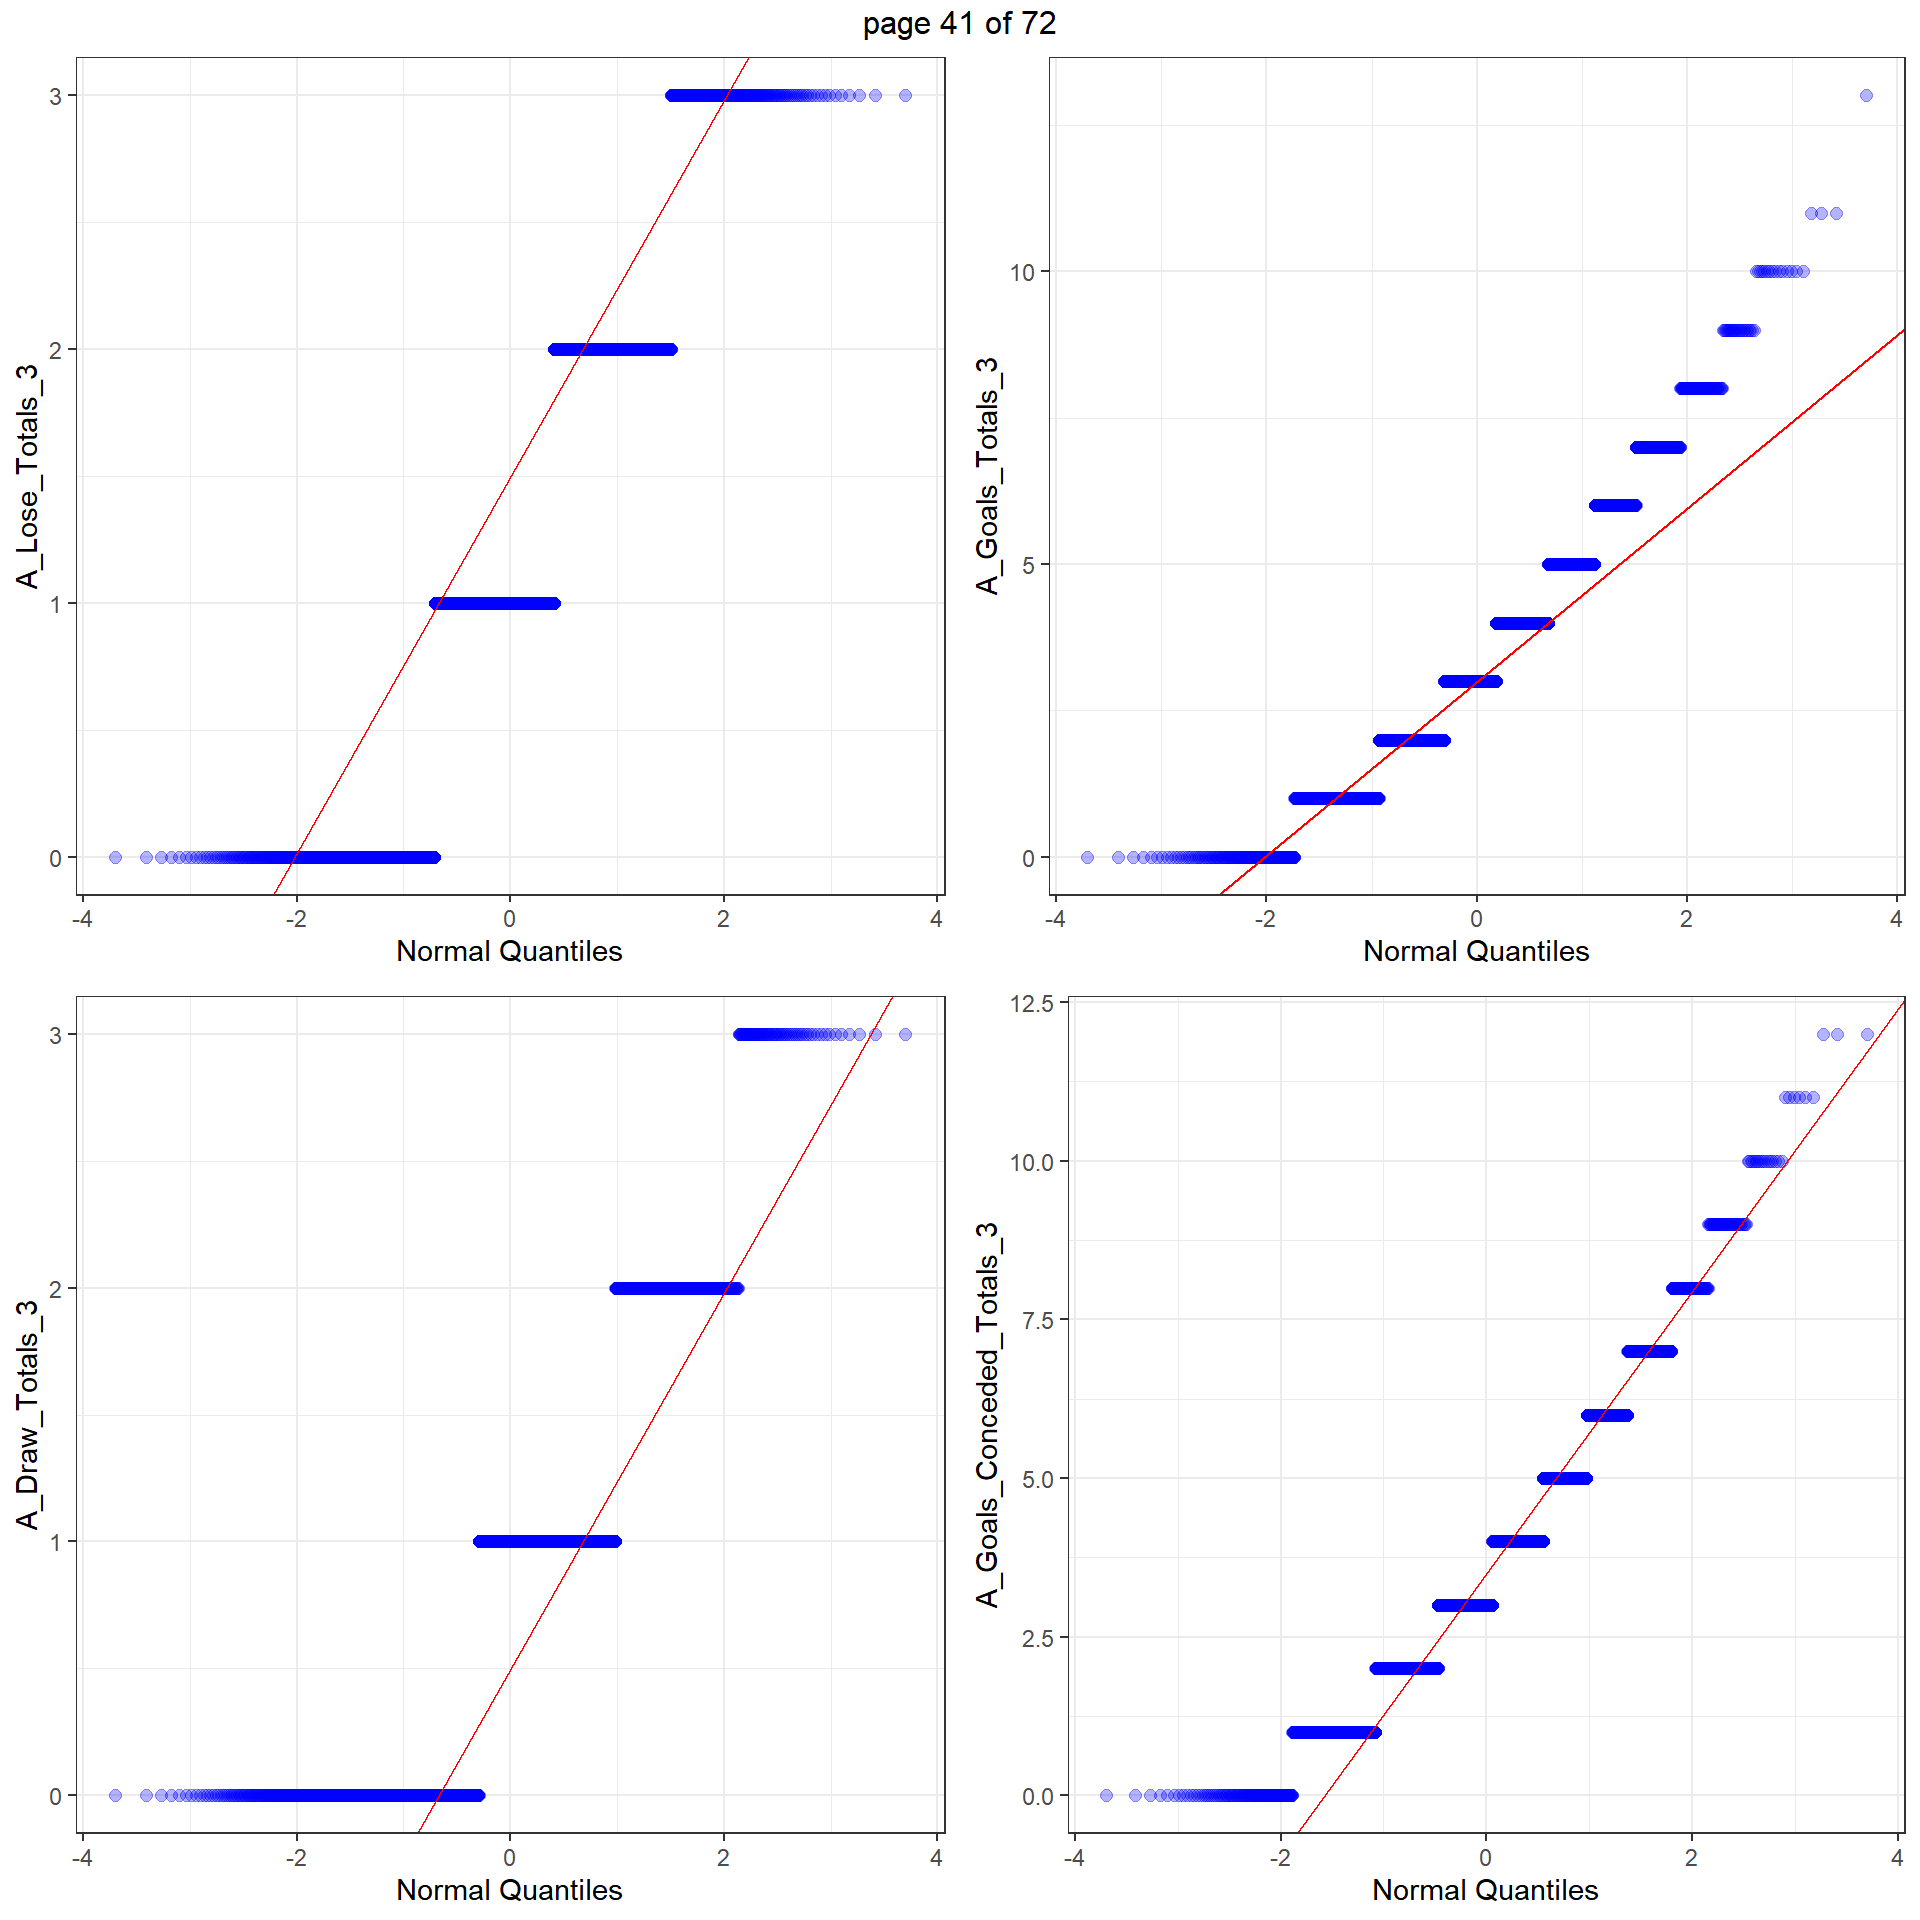 page 41 of 72
A_Lose_Totals_3
3
2
1
0
-4 -2 0 2 4
Normal Quantiles
A_Goals_Totals_3
10
5
0
-4 -2 0 2 4
Normal Quantiles
A_Draw_Totals_3
3
2
1
0
-4 -2 0 2 4
Normal Quantiles
A_Goals_Conceded_Totals_3
12.5
10.0
7.5
5.0
2.5
0.0
-4 -2 0 2 4
Normal Quantiles